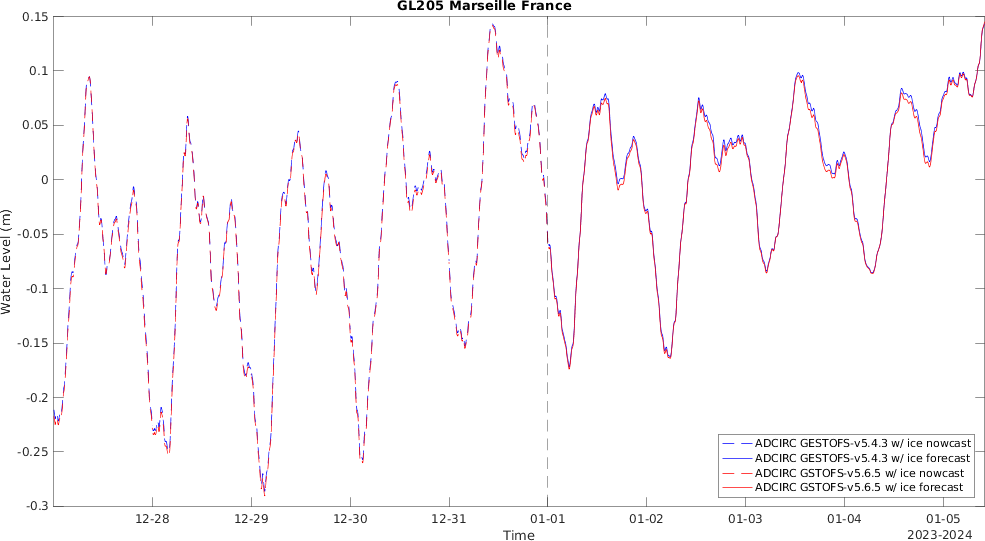 GL205 Marseille France
0.15
0.1
0.05
0
-0.05
-0.1
-0.15
-0.2
-0.25
-0.3
Water Level (m)
ADCIRC GESTOFS-v5.4.3 w/ ice nowcast
ADCIRC GESTOFS-v5.4.3 w/ ice forecast
ADCIRC GSTOFS-v5.6.5 w/ ice nowcast
ADCIRC GSTOFS-v5.6.5 w/ ice forecast
12-28 12-29 12-30 12-31 01-01 01-02 01-03 01-04 01-05
Time
2023-2024